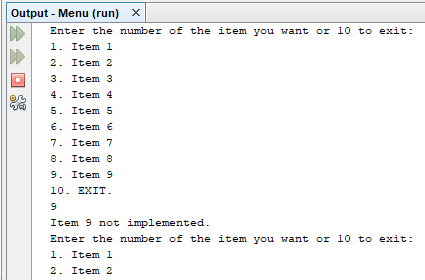 Output - Menu (run)
Enter the number of the item you want or 10 to exit:
1. Item 1
2. Item 2
3. Item 3
4. Item 4
5. Item 5
6. Item 6
7. Item 7
8. Item 8
9. Item 9
10. EXIT.
9
Item 9 not implemented.
Enter the number of the item you want or 10 to exit:
1. Item 1
2. Item 2